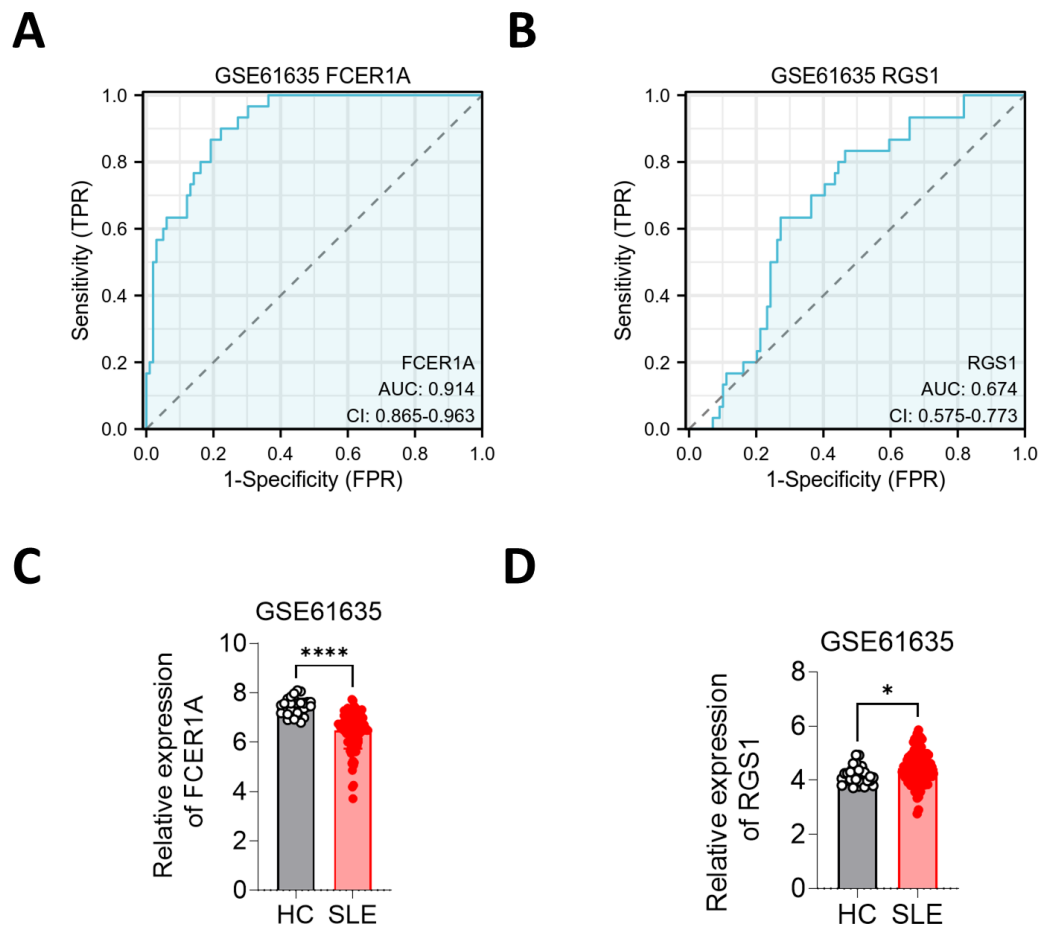 A
GSE61635 FCER1A
Sensitivity (TPR)
1.0
0.8
0.6
0.4
0.2
0.0
FCER1A
AUC: 0.914
CI: 0.865-0.963
0.0 0.2 0.4 0.6 0.8 1.0
1-Specificity (FPR)
B
GSE61635 RGS1
Sensitivity (TPR)
1.0
0.8
0.6
0.4
0.2
0.0
RGS1
AUC: 0.674
CI: 0.575-0.773
0.0 0.2 0.4 0.6 0.8 1.0
1-Specificity (FPR)
C
GSE61635
Relative expression
of FCER1A
10
8
6
4
2
0
****
HC SLE
D
GSE61635
Relative expression
of RGS1
8
6
4
2
0
*
HC SLE